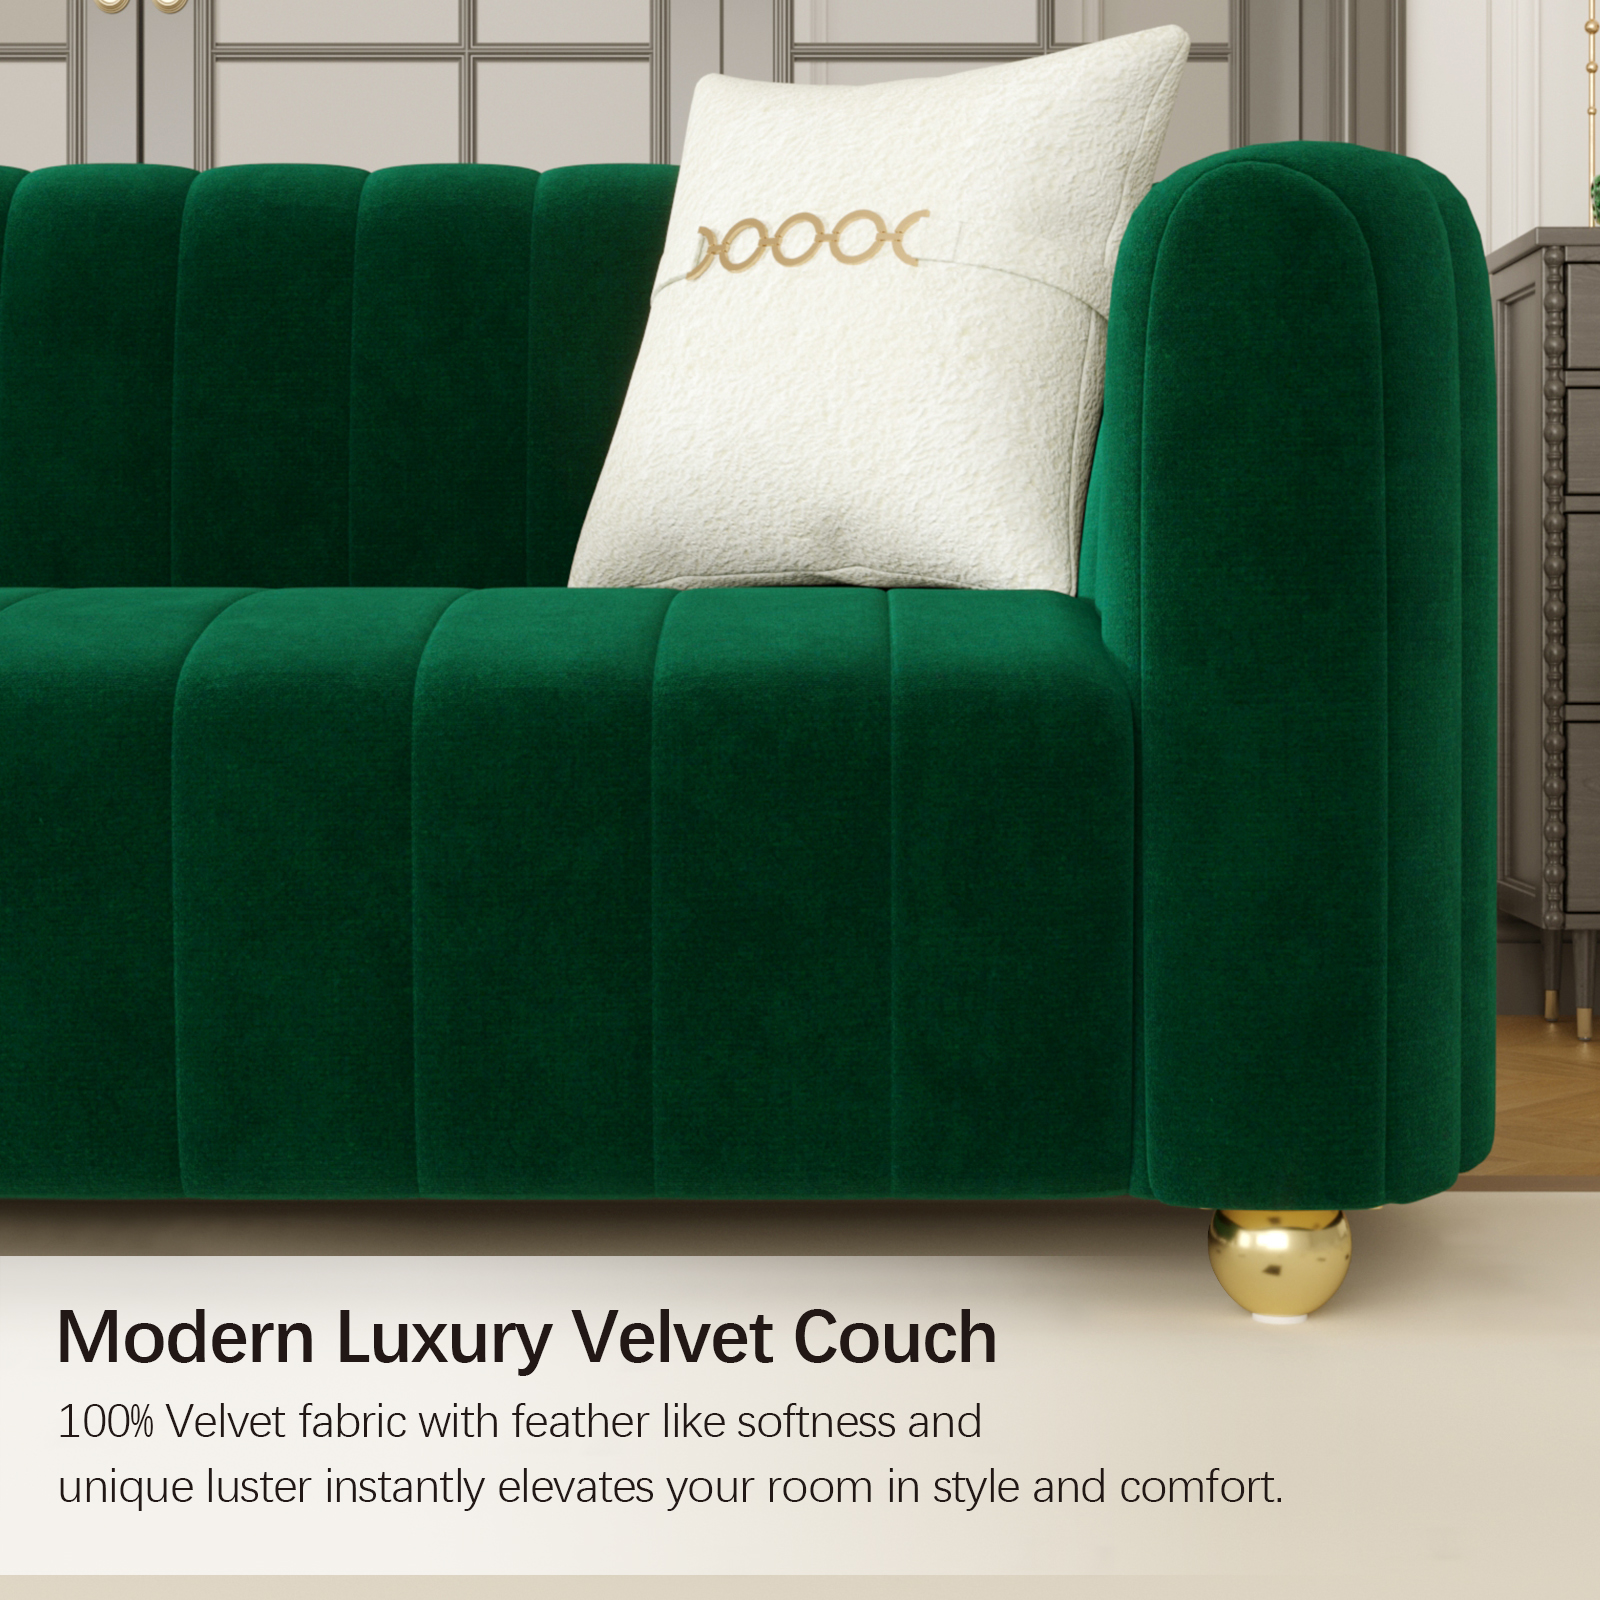 Modern Luxury Velvet Couch
100% Velvet fabric with feather like softness and
unique luster instantly elevates your room in style and comfort.